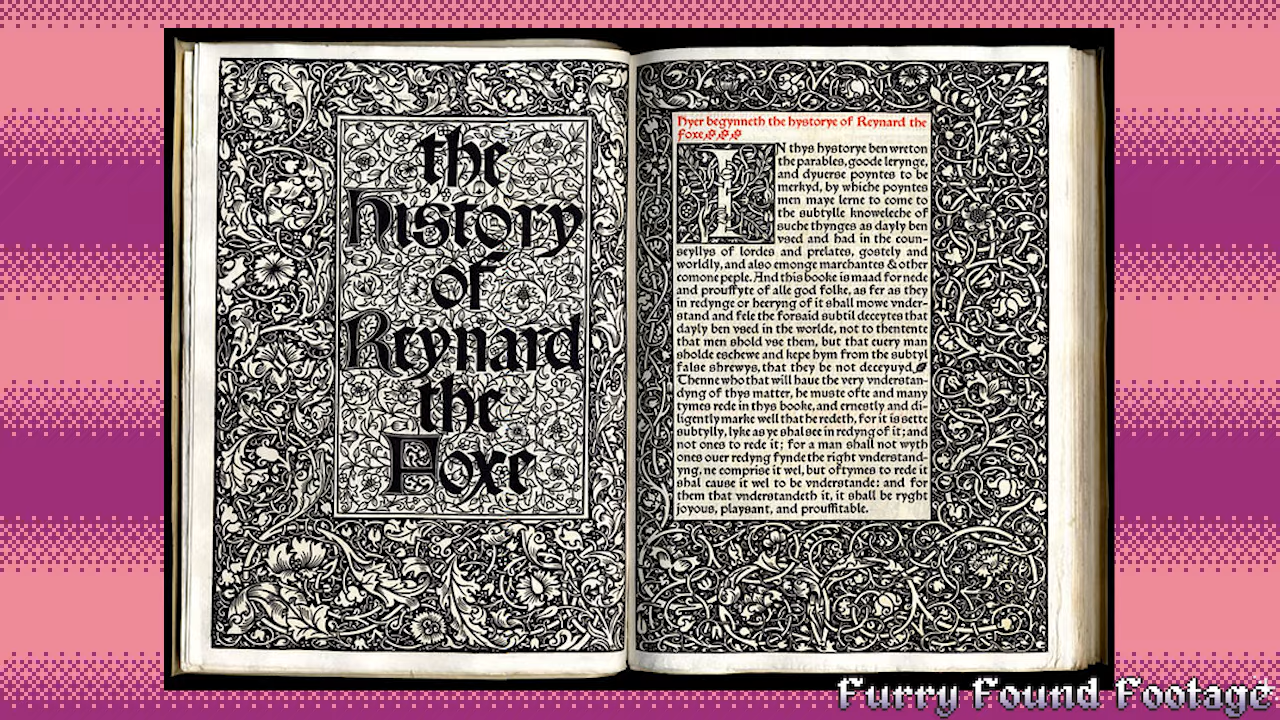 the
history
of
Reynard
the
Foxe
Hyer begynneth the hystorye of Reynard the
Foxe
IN thys hystorye ben wreton
the parables, goode lerynge,
and dyuerse poyntes to be
merkyd, by whiche poyntes
men maye lerne to come to
the subtylle knoweleche of
suche thynges as dayly ben
vsed and had in the coun-
seyllys of lordes and prelates, gostely and
worldly, and also emonge marchantes & other
comone peple. And this booke is maad for nede
and prouffyte of alle god folke, as fer as they
in redynge or herryng of it shall mowe vnder-
stand and fele the forsaid subtil deceytes that
dayly ben vsed in the worlde, not to thentente
that men shold vse them, but that euery man
sholde eschewe and kepe hym from the subtyl
false shrewys, that they be not deceyuyd
Thenne who that will haue the very vnderstan-
dyng of thys matter, he muste ofte and many
tymes rede in thys booke, and ernestly and di-
ligently marke well that he redeth, for it is sette
subtylly, lyke as ye shal see in redyng of it; and
not ones to rede it; for a man shall not wyth
ones ouer redyng fynde the right vnderstand-
yng, ne comprise it wel, but oftymes to rede it
shal cause it wel to be vnderstande: and for
them that vnderstandeth it, it shall be ryght
joyous, playsant, and prouffitable.
Furry Found Footage